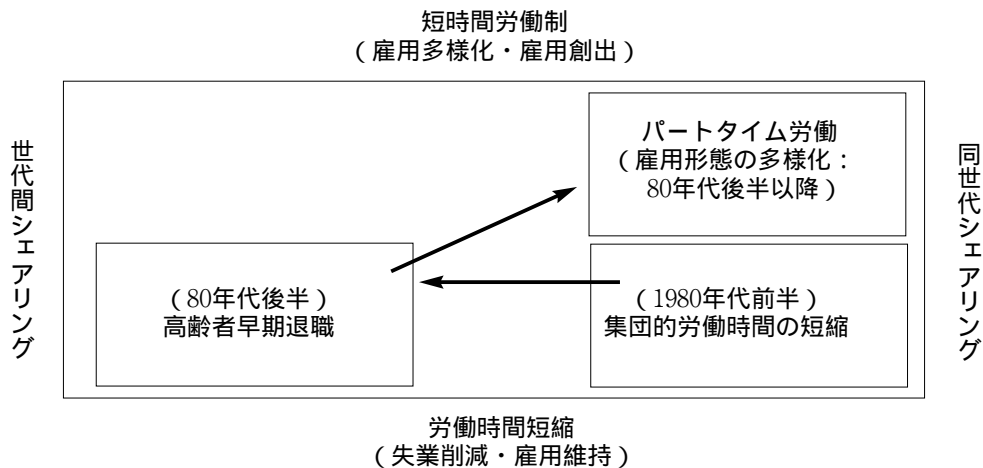 短時間労働制
(雇用多様化・雇用創出)
世代間シェアリング
パートタイム労働
(雇用形態の多様化:
80年代後半以降)
同世代シェアリング
(80年代後半)
高齢者早期退職
(1980年代前半)
集団的労働時間の短縮
労働時間短縮
(失業削減・雇用維持)